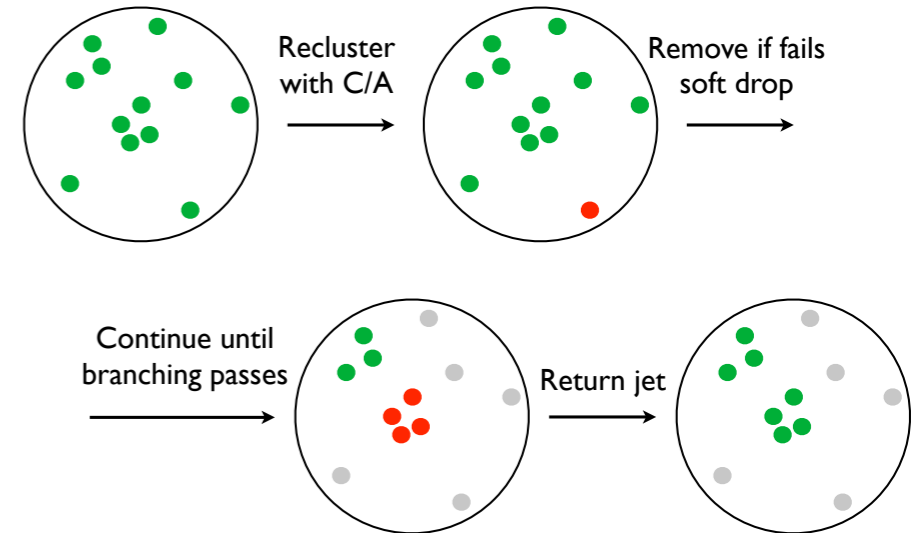 Recluster
with C/A
Remove if fails
soft drop
Continue until
branching passes
Return jet